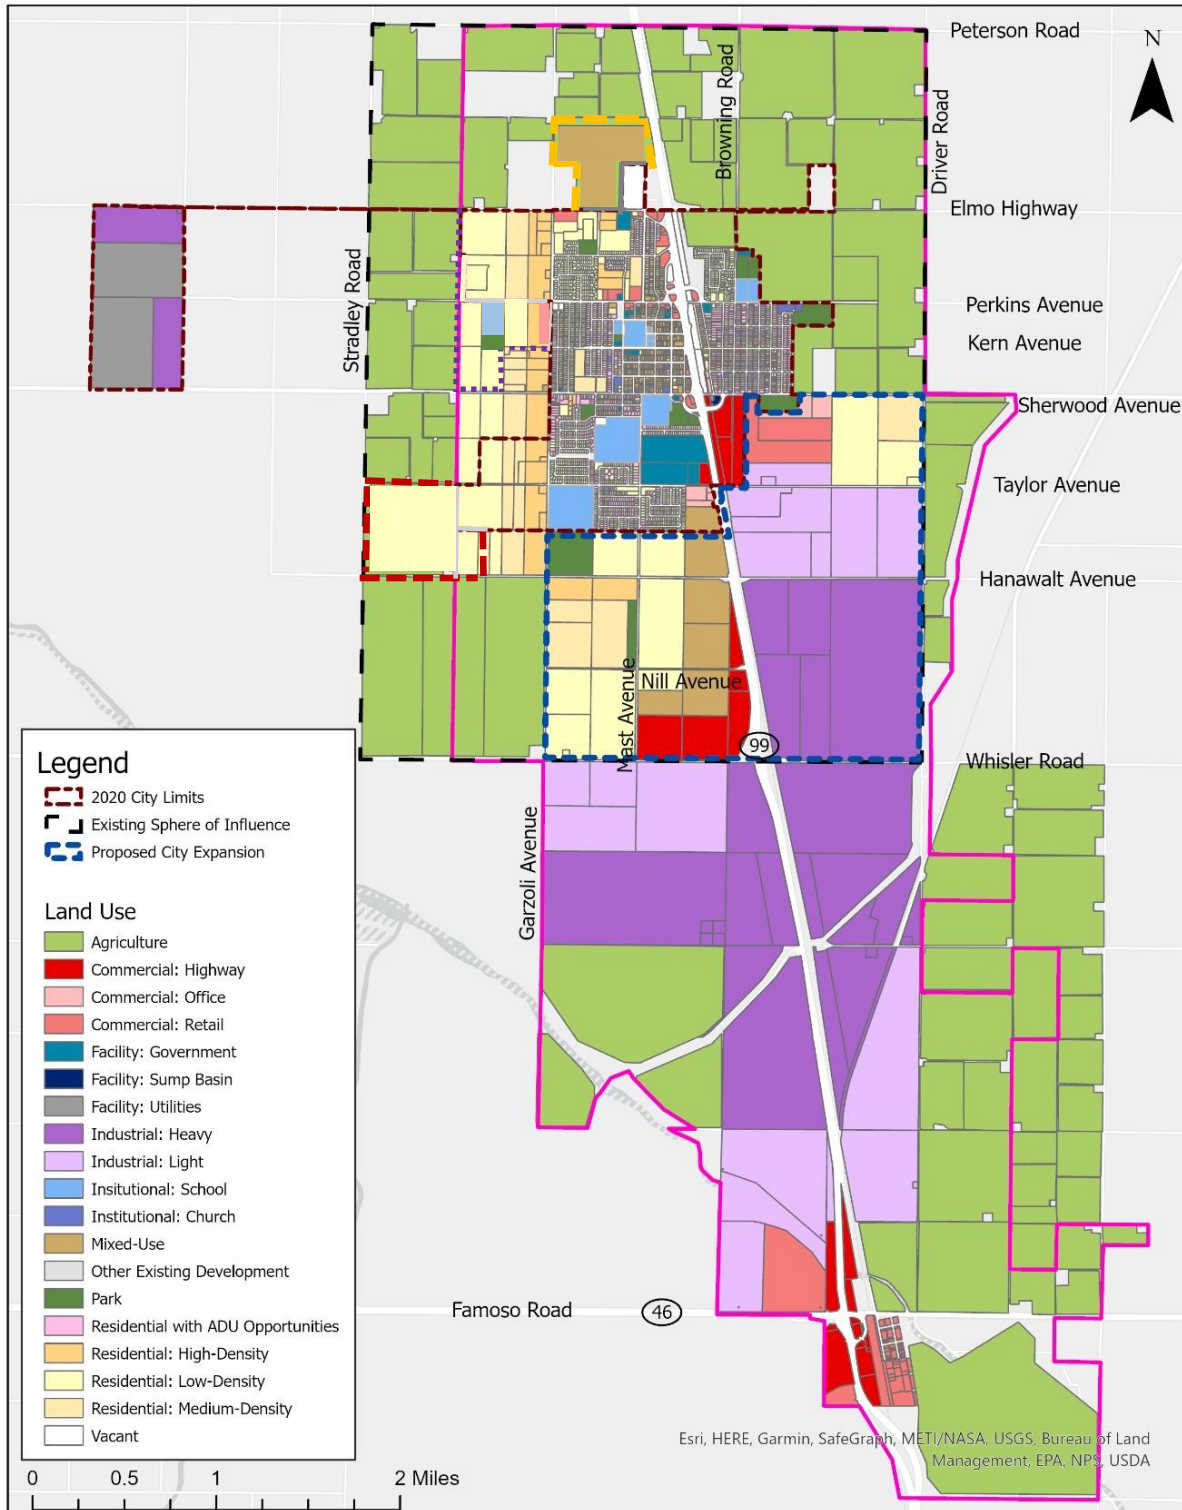 Peterson Road
N
Browning Road
Driver Road
Elmo Highway
Stradley Road
Perkins Avenue
Kern Avenue
Sherwood Avenue
Taylor Avenue
Hanawalt Avenue
Mast Avenue
Nill Avenue
99
Whisler Road
Garzoli Avenue
Legend
2020 City Limits
Existing Sphere of Influence
Proposed City Expansion
Land Use
Agriculture
Commercial: Highway
Commercial: Office
Commercial: Retail
Facility: Government
Facility: Sump Basin
Facility: Utilities
Industrial: Heavy
Industrial: Light
Insitutional: School
Institutional: Church
Mixed-Use
Other Existing Development
Park
Residential with ADU Opportunities
Residential: High-Density
Residential: Low-Density
Residential: Medium-Density
Vacant
Famoso Road
46
Esri, HERE, Garmin, SafeGraph, METI/NASA, USGS, Bureau of Land
Management, EPA, NPS, USDA
0 0.5 1 2 Miles